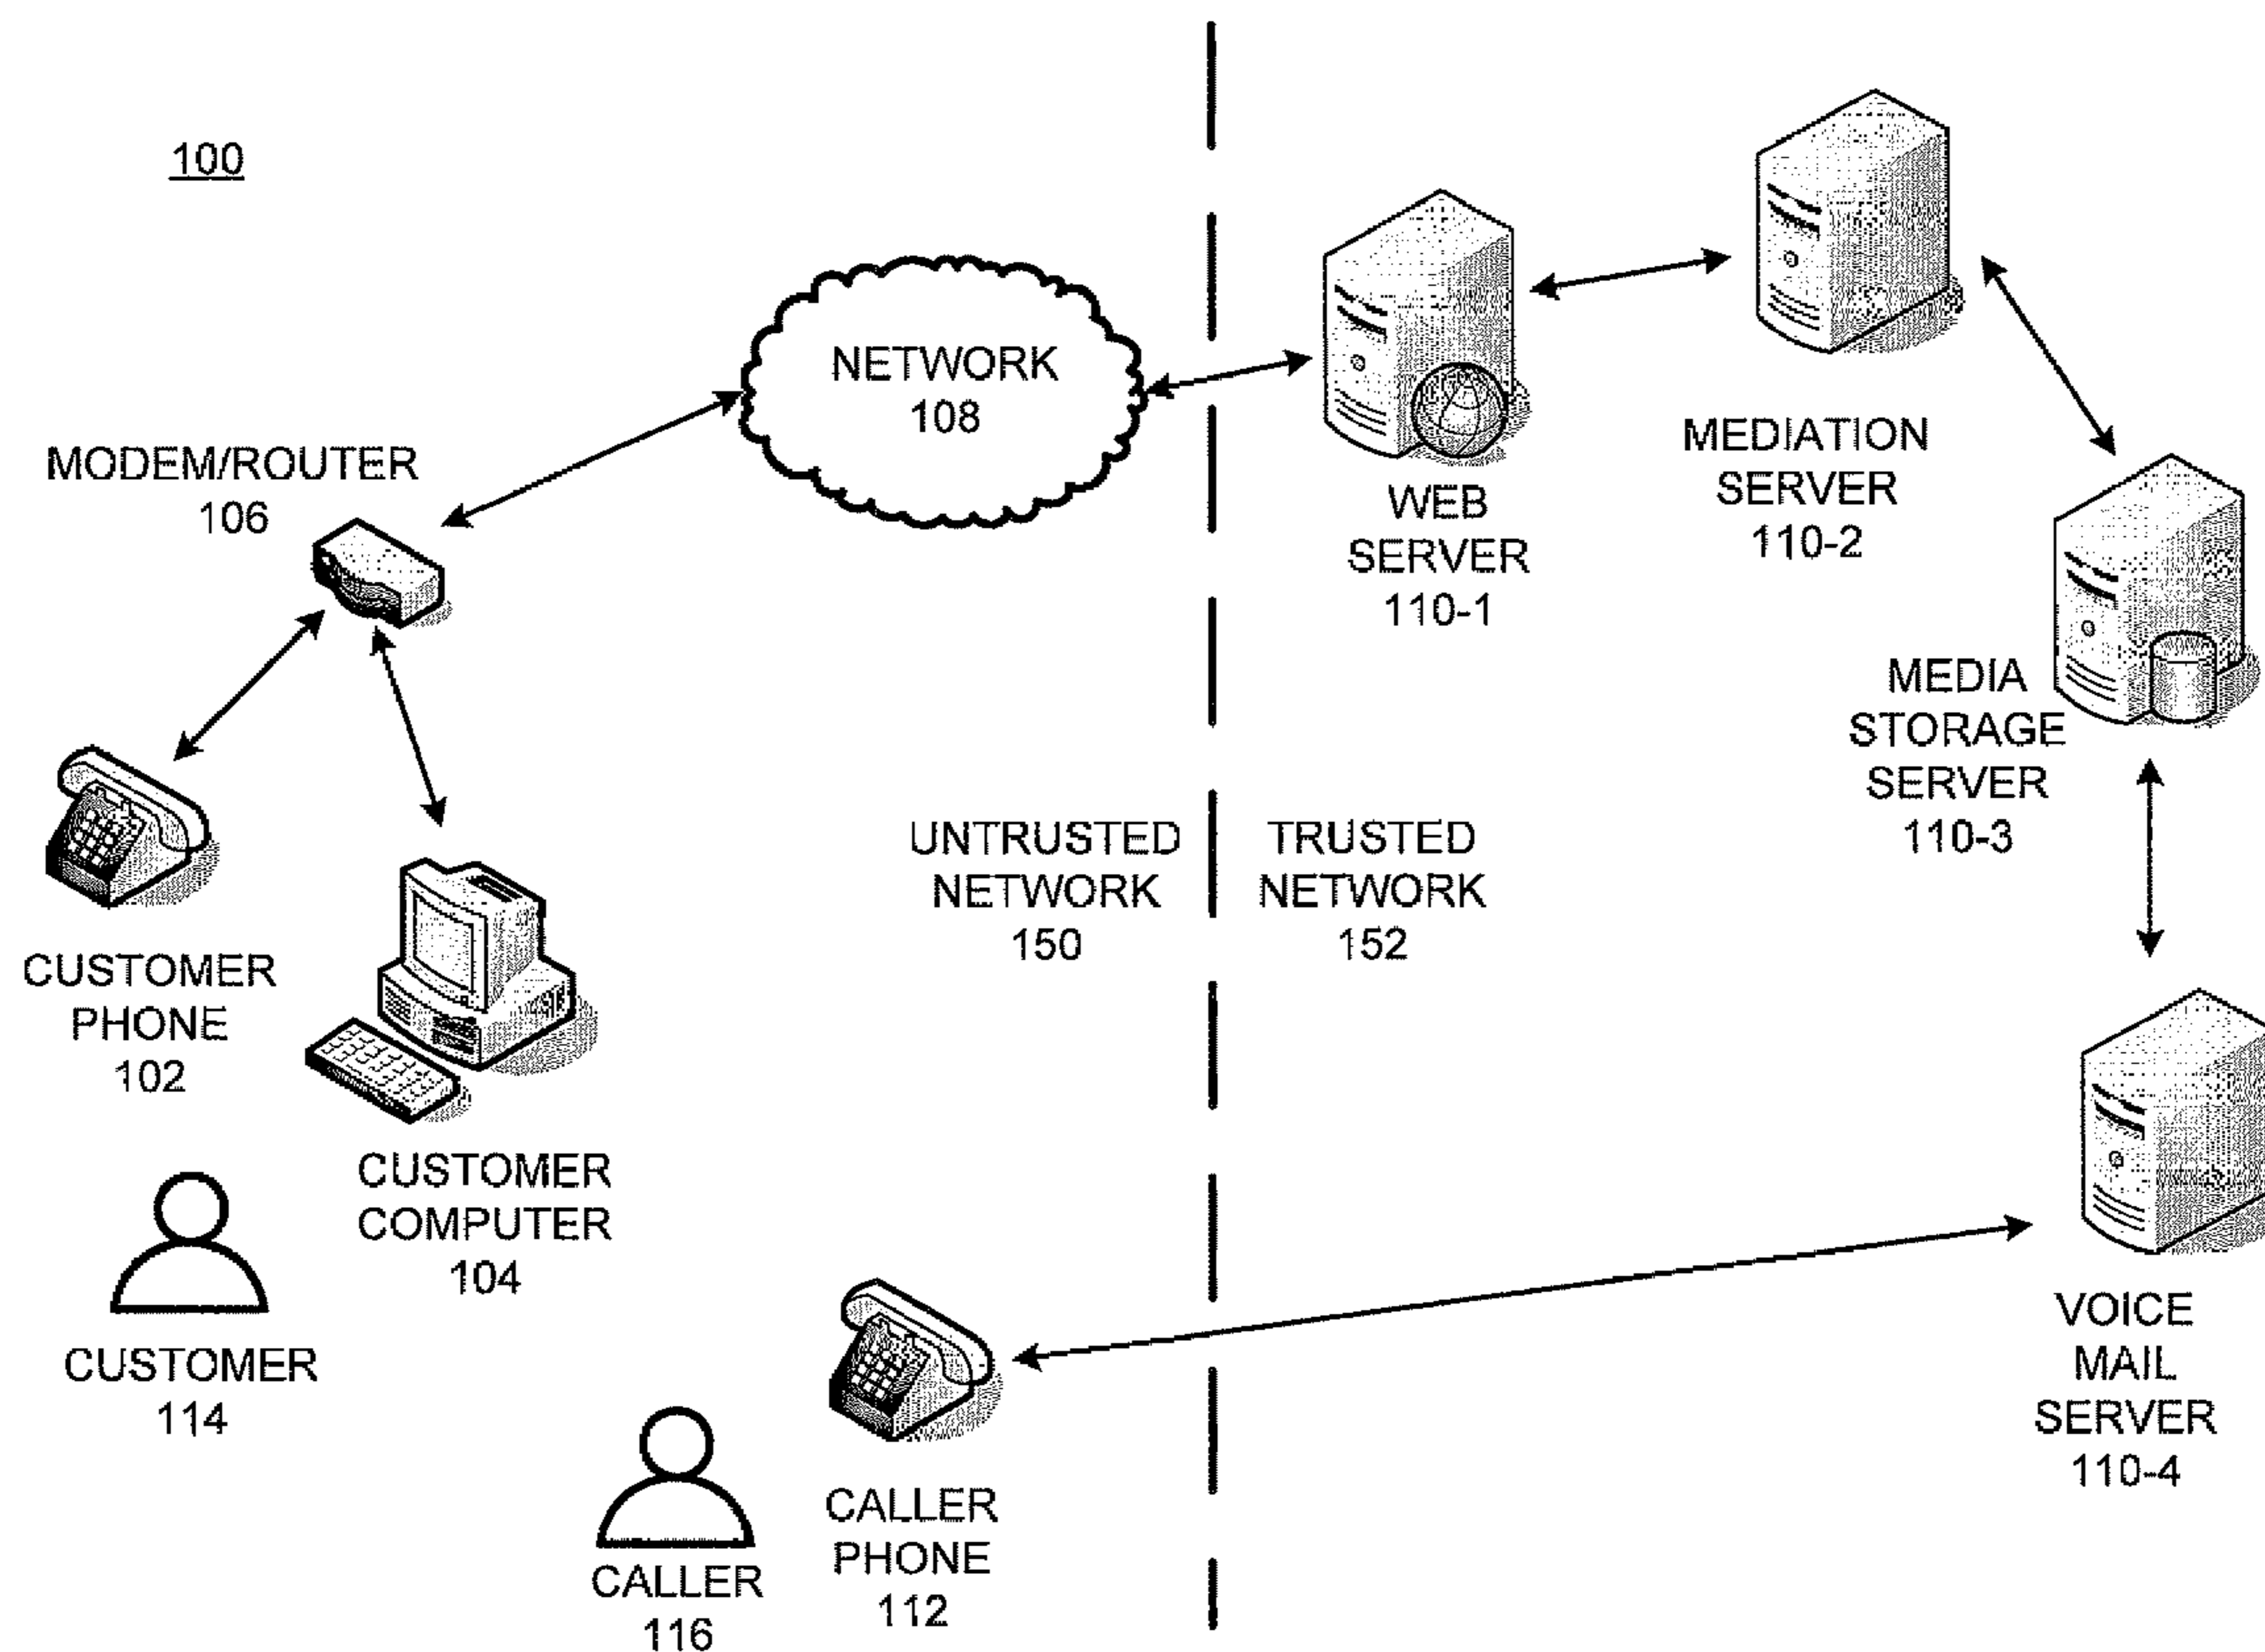 100
NETWORK
108
MODEM/ROUTER
106
WEB
SERVER
110-1
MEDIATION
SERVER
110-2
MEDIA
STORAGE
SERVER
110-3
UNTRUSTED
NETWORK
150
TRUSTED
NETWORK
152
CUSTOMER
PHONE
102
CUSTOMER
COMPUTER
104
CUSTOMER
114
CALLER
116
CALLER
PHONE
112
VOICE
MAIL
SERVER
110-4